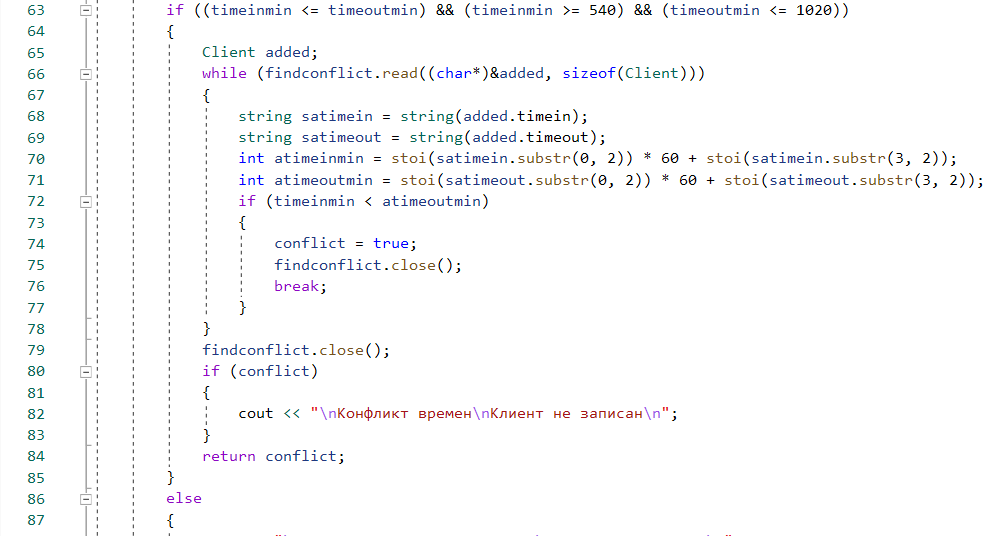 63 if ((timeinmin <= timeoutmin) && (timeinmin >= 540) && (timeoutmin <= 1020))
64 {
65 Client added;
66 while (findconflict.read((char*)&added, sizeof(Client)))
67 {
68 string satimein = string(added.timein);
69 string satimeout = string(added.timeout);
70 int atimeinmin = stoi(satimein.substr(0, 2)) * 60 + stoi(satimein.substr(3, 2));
71 int atimeoutmin = stoi(satimeout.substr(0, 2)) * 60 + stoi(satimeout.substr(3, 2));
72 if (timeinmin < atimeoutmin)
73 {
74 conflict = true;
75 findconflict.close();
76 break;
77 }
78 }
79 findconflict.close();
80 if (conflict)
81 {
82 cout << "\nКонфликт времен\nКлиент не записан\n";
83 }
84 return conflict;
85 }
86 else
87 {